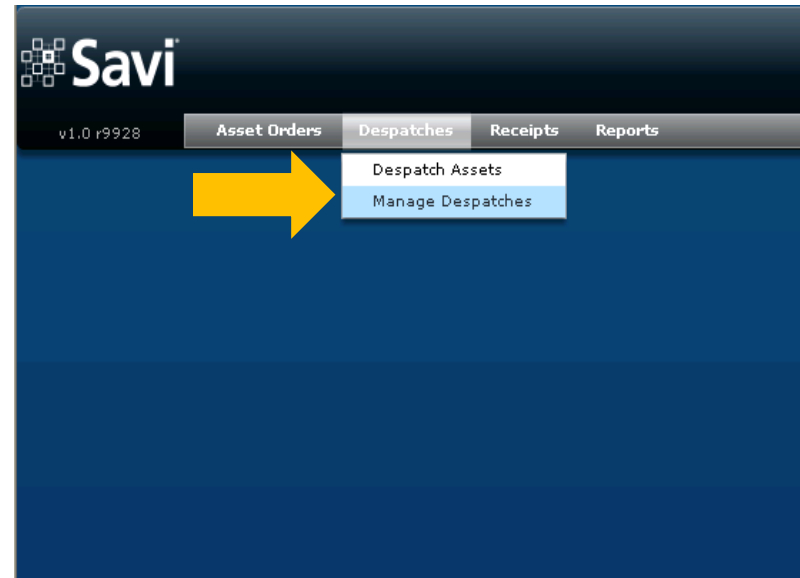 Savi
v1.0 r9928
Asset Orders Despatches Receipts Reports
Despatch Assets
Manage Despatches